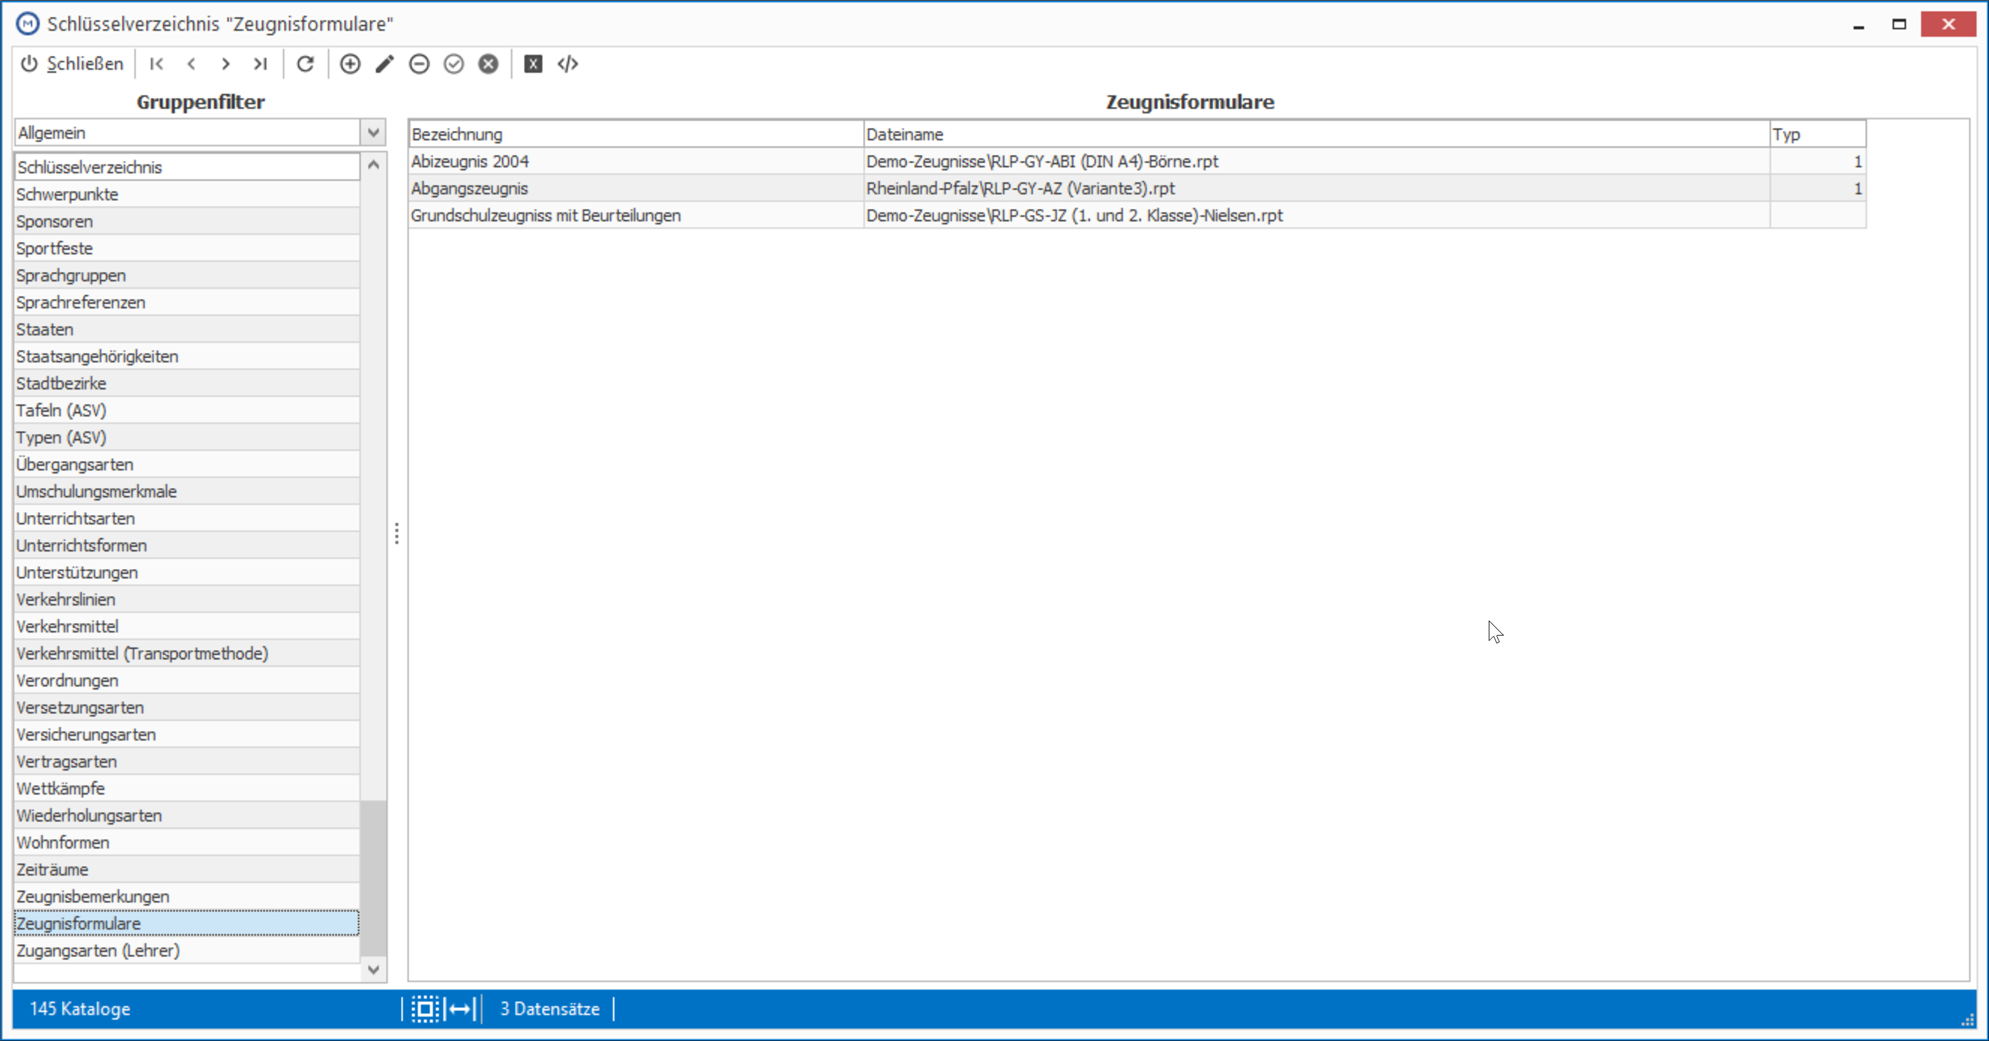 Schlüsselverzeichnis "Zeugnisformulare"
Schließen
Gruppenfilter
Allgemein
Schlüsselverzeichnis
Schwerpunkte
Sponsoren
Sportfeste
Sprachgruppen
Sprachreferenzen
Staaten
Staatsangehörigkeiten
Stadtbezirke
Tafeln (ASV)
Typen (ASV)
Übergangsarten
Umschulungsmerkmale
Unterrichtsarten
Unterrichtsformen
Unterstützungen
Verkehrslinien
Verkehrsmittel
Verkehrsmittel (Transportmethode)
Verordnungen
Versetzungsarten
Versicherungsarten
Vertragsarten
Wettkämpfe
Wiederholungsarten
Wohnformen
Zeiträume
Zeugnisbemerkungen
Zeugnisformulare
Zugangsarten (Lehrer)
Zeugnisformulare
Bezeichnung Dateiname Typ
Abizeugnis 2004 Demo-Zeugnisse\RLP-GY-ABI (DIN A4)-Börne.rpt 1
Abgangszeugnis Rheinland-Pfalz\RLP-GY-AZ (Variante3).rpt 1
Grundschulzeugniss mit Beurteilungen Demo-Zeugnisse\RLP-GS-JZ (1. und 2. Klasse)-Nielsen.rpt
145 Kataloge 3 Datensätze